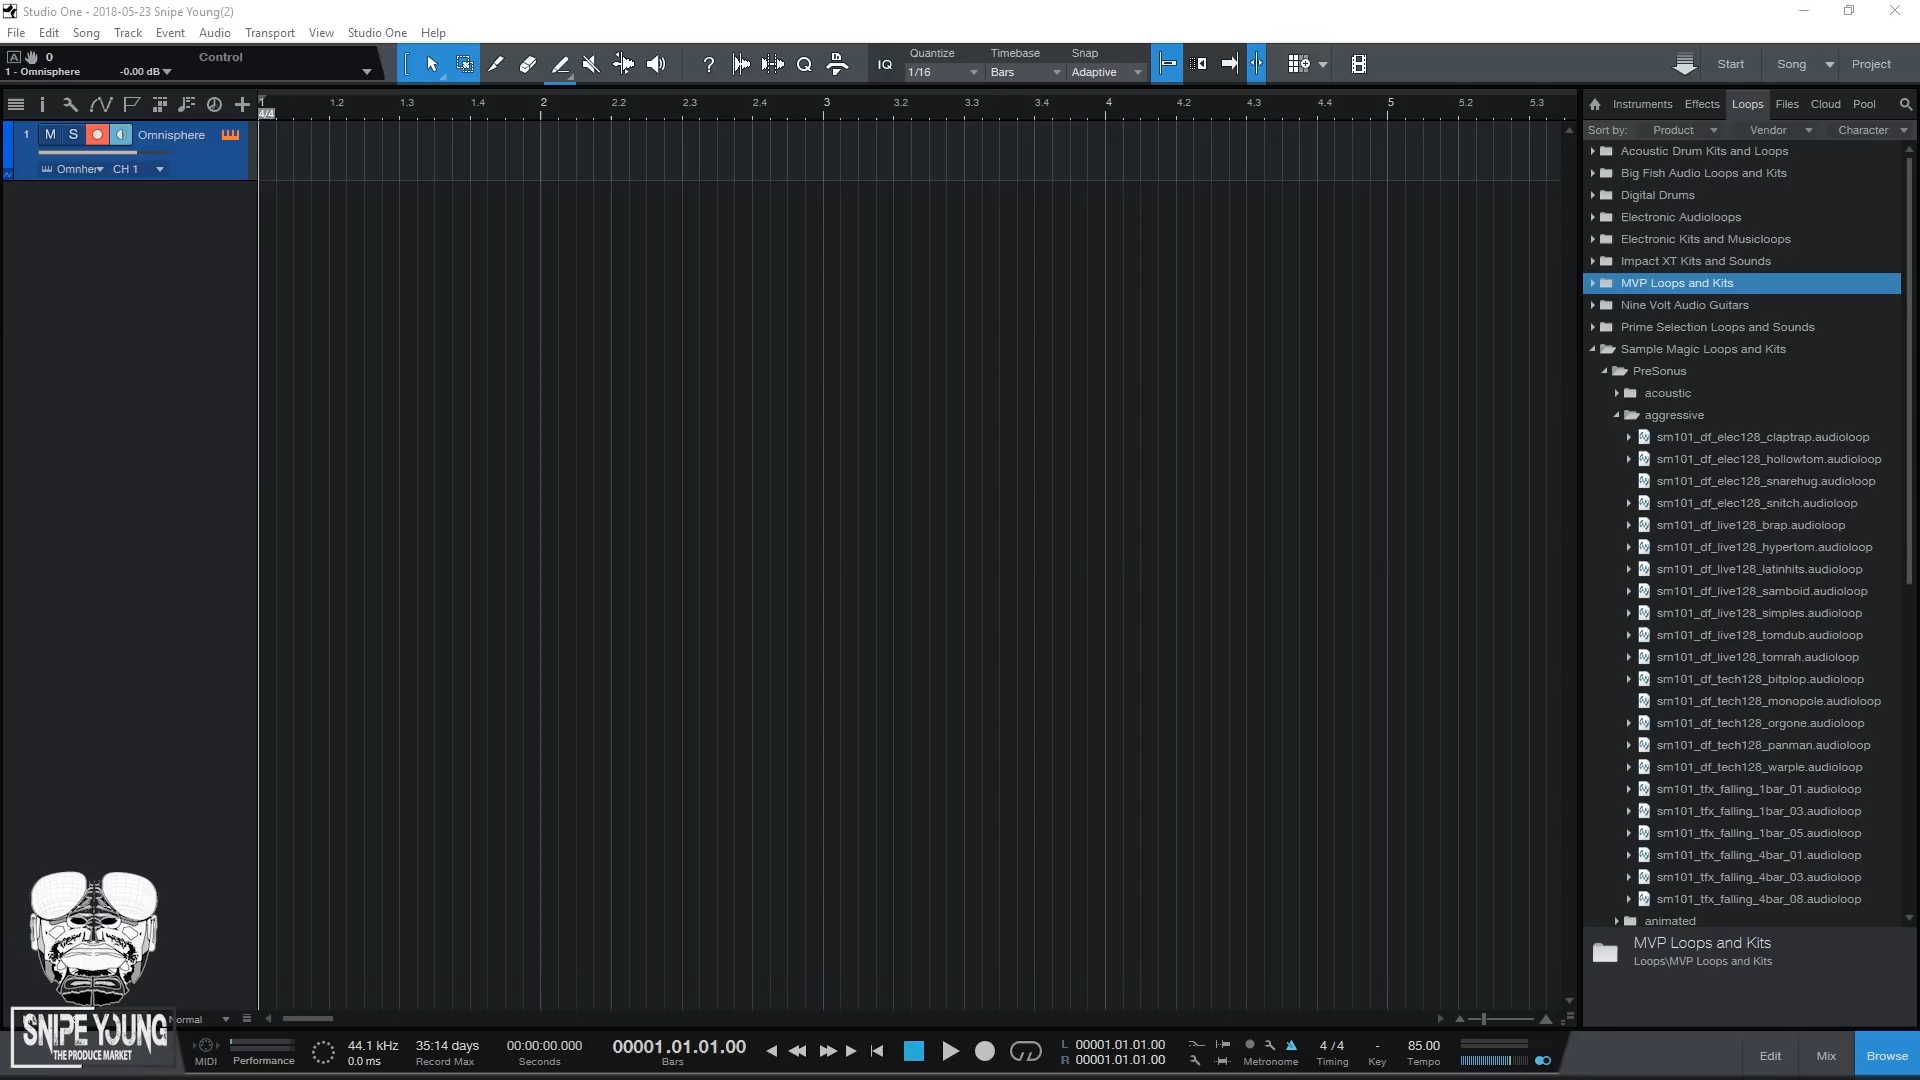 Studio One - 2018-05-23 Snipe Young(2)
File Edit Song Track Event Audio Transport View Studio One Help
A 0 Control
1 - Omnisphere -0.00 dB
IQ Quantize 1/16 Timebase Bars Snap Adaptive
Start Song Project
1 1.2 1.3 1.4 2 2.2 2.3 2.4 3 3.2 3.3 3.4 4 4.2 4.3 4.4 5 5.2 5.3
4/4
1 M S Omnisphere
Omnher CH 1
Instruments Effects Loops Files Cloud Pool
Sort by: Product Vendor Character
Acoustic Drum Kits and Loops
Big Fish Audio Loops and Kits
Digital Drums
Electronic Audioloops
Electronic Kits and Musicloops
Impact XT Kits and Sounds
MVP Loops and Kits
Nine Volt Audio Guitars
Prime Selection Loops and Sounds
Sample Magic Loops and Kits
PreSonus
acoustic
aggressive
sm101_df_elec128_claptrap.audioloop
sm101_df_elec128_hollowtom.audioloop
sm101_df_elec128_snarehug.audioloop
sm101_df_elec128_snitch.audioloop
sm101_df_live128_brap.audioloop
sm101_df_live128_hypertom.audioloop
sm101_df_live128_latinhits.audioloop
sm101_df_live128_samboid.audioloop
sm101_df_live128_simples.audioloop
sm101_df_live128_tomdub.audioloop
sm101_df_live128_tomrah.audioloop
sm101_df_tech128_bitplop.audioloop
sm101_df_tech128_monopole.audioloop
sm101_df_tech128_orgone.audioloop
sm101_df_tech128_panman.audioloop
sm101_df_tech128_warple.audioloop
sm101_tfx_falling_1bar_01.audioloop
sm101_tfx_falling_1bar_03.audioloop
sm101_tfx_falling_1bar_05.audioloop
sm101_tfx_falling_4bar_01.audioloop
sm101_tfx_falling_4bar_03.audioloop
sm101_tfx_falling_4bar_08.audioloop
animated
MVP Loops and Kits
Loops\MVP Loops and Kits
Normal
SNIPE YOUNG
THE PRODUCE MARKET
MIDI Performance
44.1 kHz
0.0 ms
35:14 days
Record Max
00:00:00.000
Seconds
00001.01.01.00
Bars
L 00001.01.01.00
R 00001.01.01.00
Metronome
4 / 4
Timing
-
Key
85.00
Tempo
Edit Mix Browse